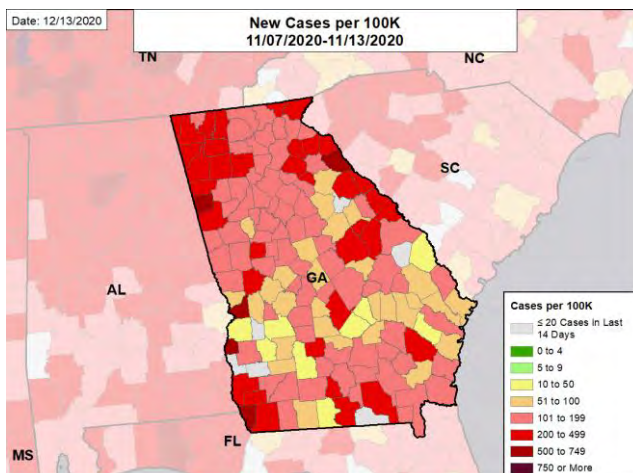 Date: 12/13/2020
New Cases per 100K
11/07/2020-11/13/2020
TN
NC
SC
AL
GA
MS
FL
Cases per 100K
≤ 20 Cases in Last
14 Days
0 to 4
5 to 9
10 to 50
51 to 100
101 to 199
200 to 499
500 to 749
750 or More